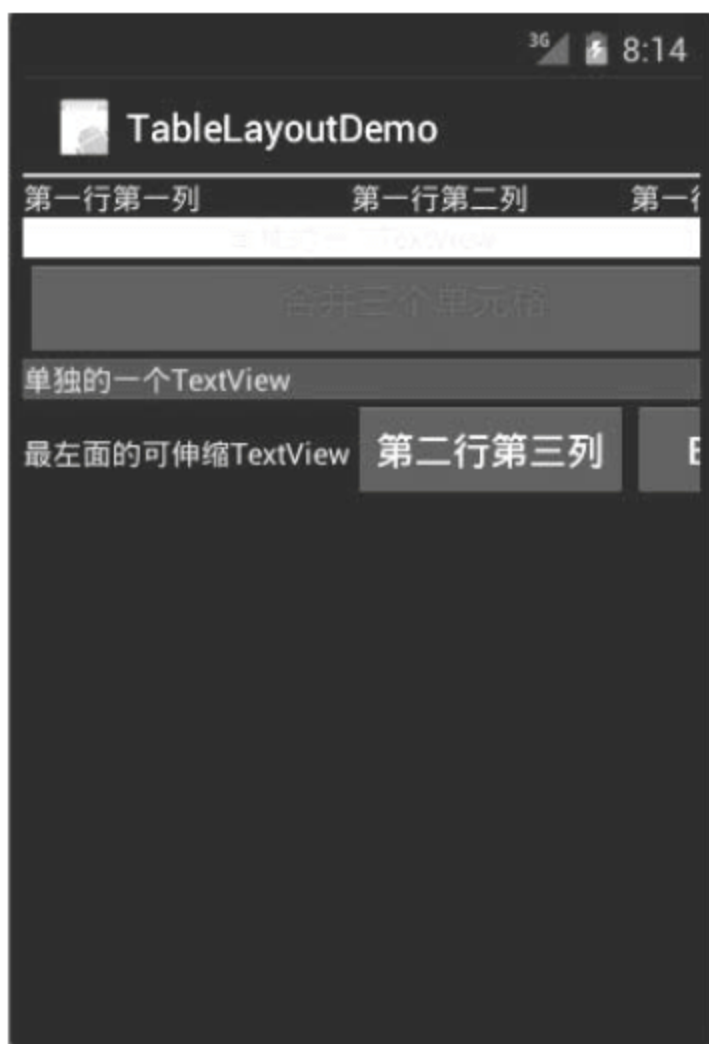 3G 8:14
TableLayoutDemo
第一行第一列 第一行第二列 第一
TextView
合并三个单元格
单独的一个TextView
最左面的可伸缩TextView 第二行第三列